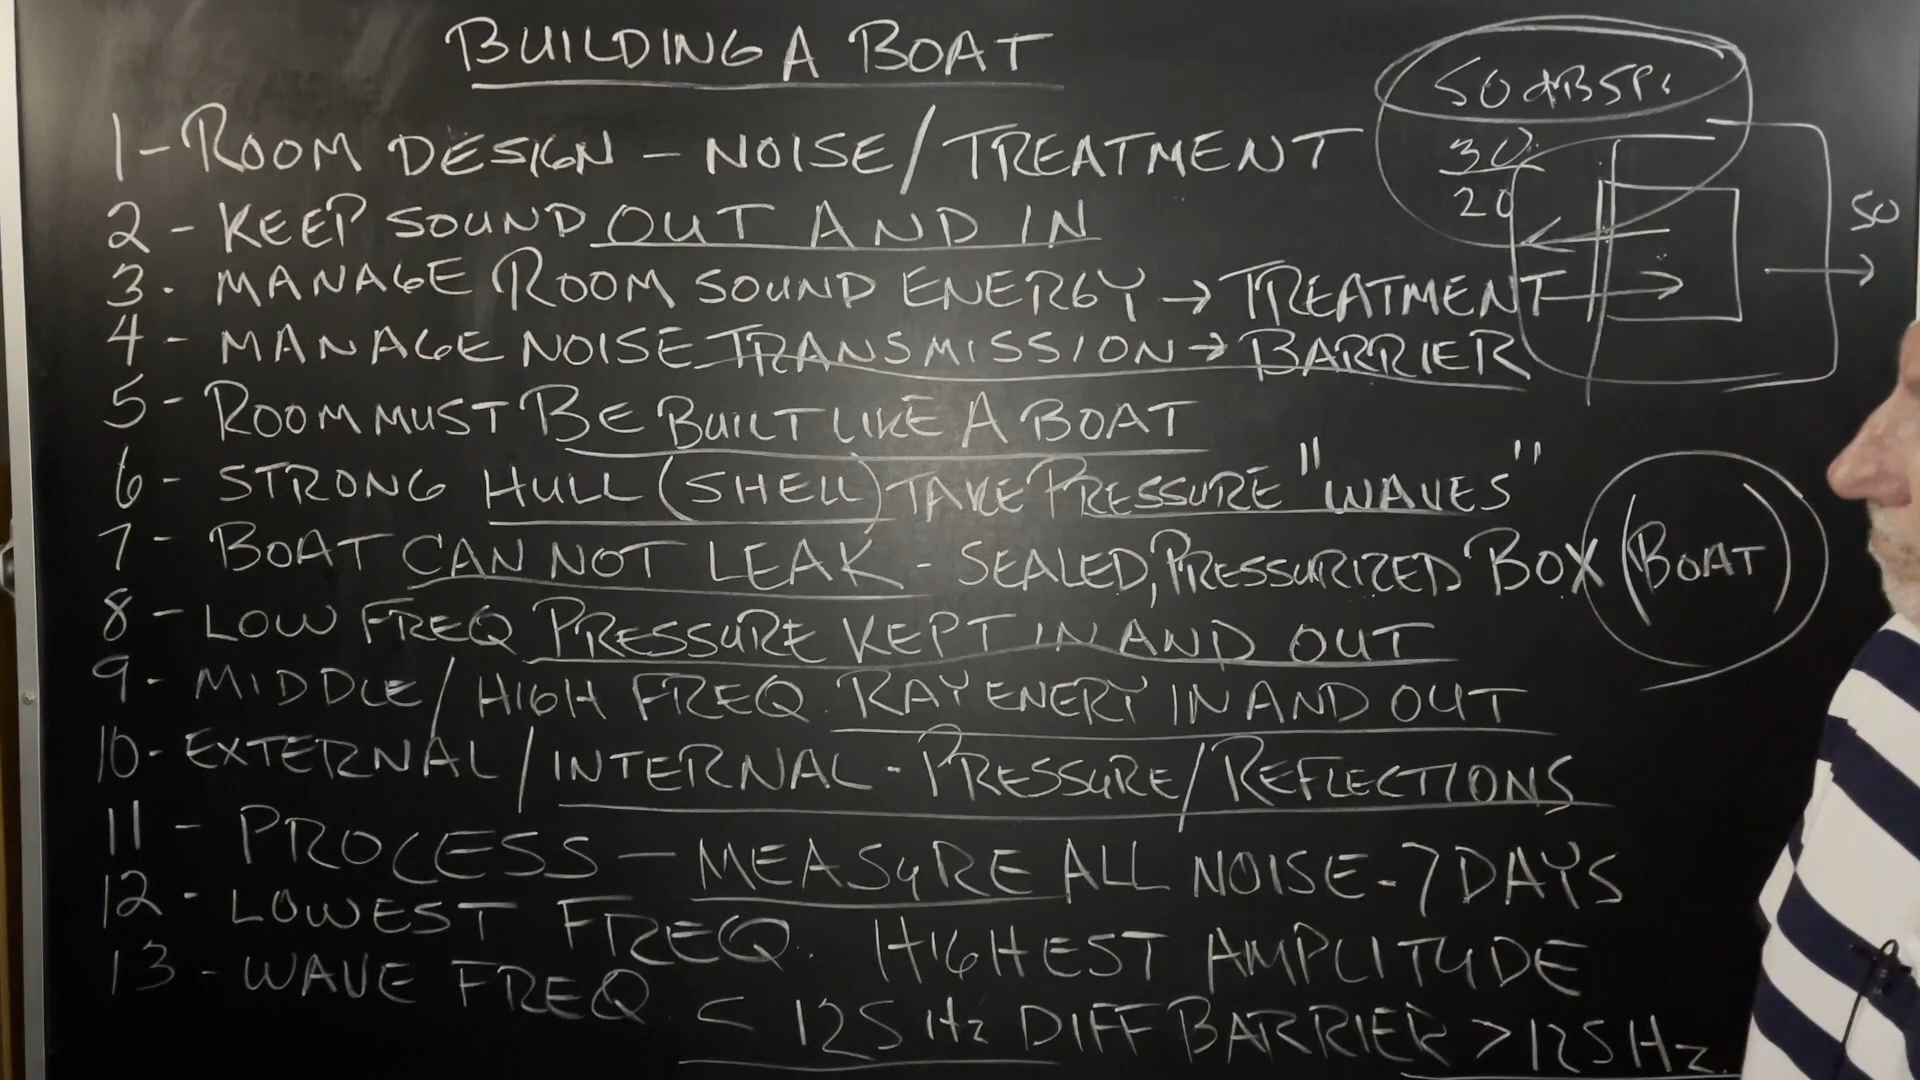 BUILDING A BOAT
1 - ROOM DESIGN - NOISE/TREATMENT
2 - KEEP SOUND OUT AND IN
3. MANAGE ROOM SOUND ENERGY → TREATMENT
4 - MANAGE NOISE TRANSMISSION → BARRIER
5 - ROOM MUST BE BUILT LIKE A BOAT
6 - STRONG HULL (SHELL) TAKE PRESSURE "WAVES"
7 - BOAT CAN NOT LEAK - SEALED, PRESSURIZED BOX (BOAT)
8 - LOW FREQ PRESSURE KEPT IN AND OUT
9 - MIDDLE/HIGH FREQ. RAY ENERY IN AND OUT
10 - EXTERNAL/INTERNAL - PRESSURE/REFLECTIONS
11 - PROCESS - MEASURE ALL NOISE - 7 DAYS
12 - LOWEST FREQ. HIGHEST AMPLITUDE
13 - WAVE FREQ. < 125 Hz DIFF BARRIER > 125 Hz.
50 dBSPL
30
20
50